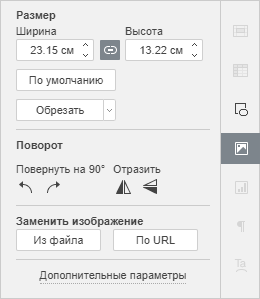 Размер
Ширина Высота
23.15 см 13.22 см
По умолчанию
Обрезать
Поворот
Повернуть на 90° Отразить
Заменить изображение
Из файла По URL
Дополнительные параметры